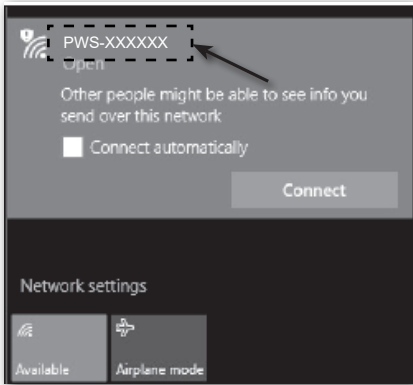 PWS-XXXXXX
Open
Other people might be able to see info you
send over this network
Connect automatically
Connect
Network settings
Available
Airplane mode